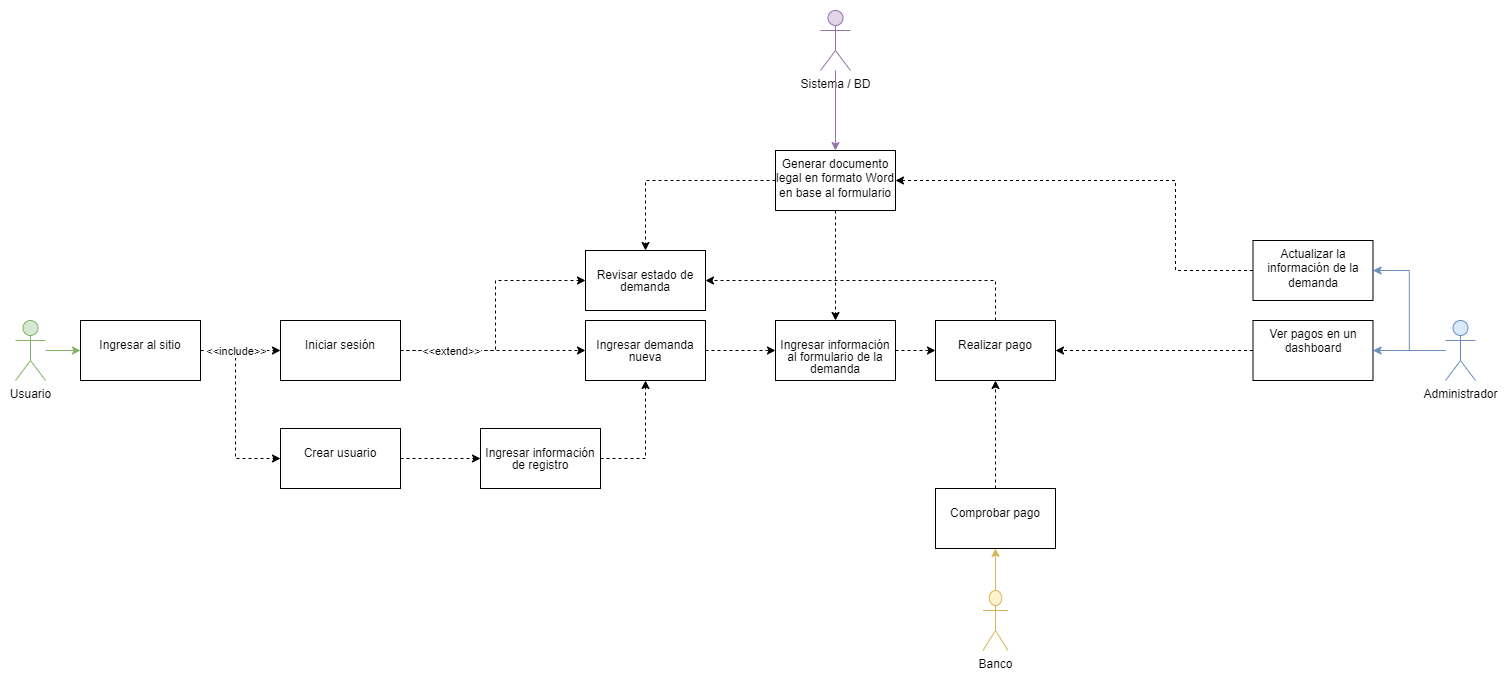 Sistema / BD
Generar documento
legal en formato Word
en base al formulario
Revisar estado de
demanda
Actualizar la
información de la
demanda
Usuario
Ingresar al sitio
<<include>>
Iniciar sesión
<<extend>>
Ingresar demanda
nueva
Ingresar información
al formulario de la
demanda
Realizar pago
Ver pagos en un
dashboard
Administrador
Crear usuario
Ingresar información
de registro
Comprobar pago
Banco